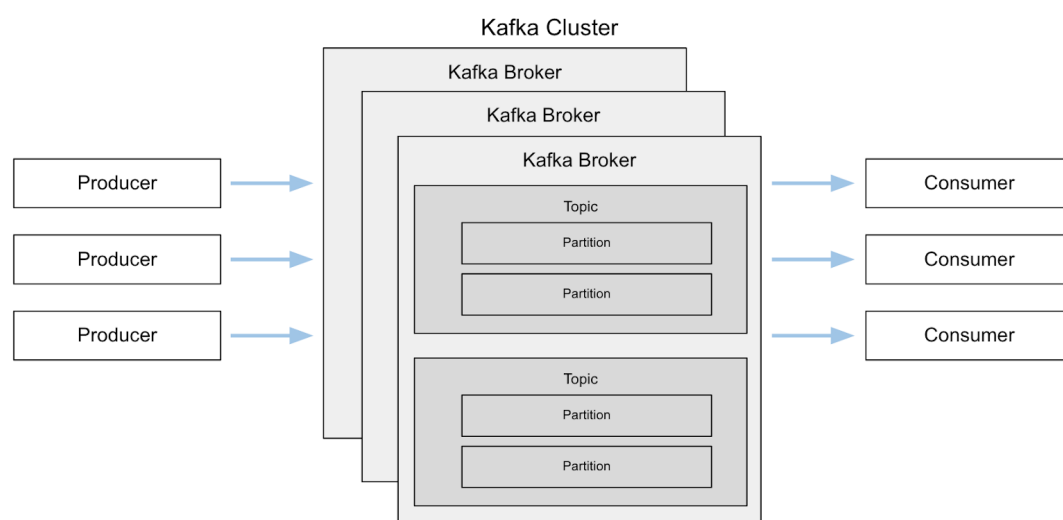 Kafka Cluster
Kafka Broker
Kafka Broker
Kafka Broker
Producer
Producer
Producer
Topic
Partition
Partition
Topic
Partition
Partition
Consumer
Consumer
Consumer